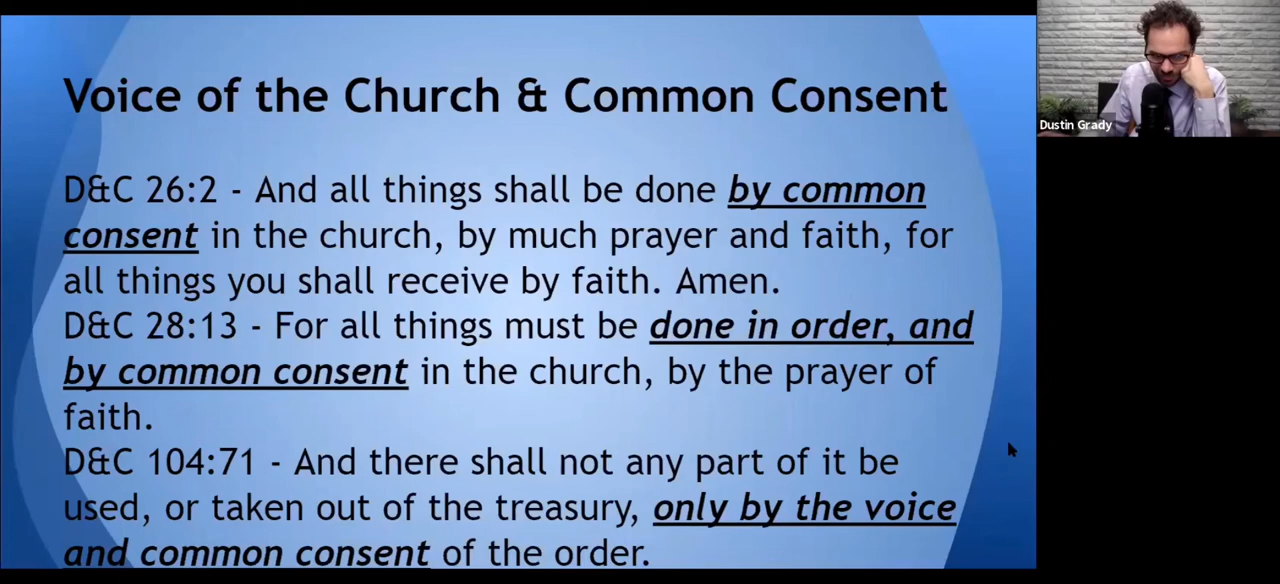 Voice of the Church & Common Consent
D&C 26:2 - And all things shall be done by common
consent in the church, by much prayer and faith, for
all things you shall receive by faith. Amen.
D&C 28:13 - For all things must be done in order, and
by common consent in the church, by the prayer of
faith.
D&C 104:71 - And there shall not any part of it be
used, or taken out of the treasury, only by the voice
and common consent of the order.
Dustin Grady